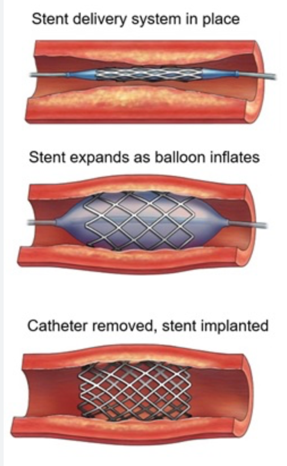 Stent delivery system in place
Stent expands as balloon inflates
Catheter removed, stent implanted